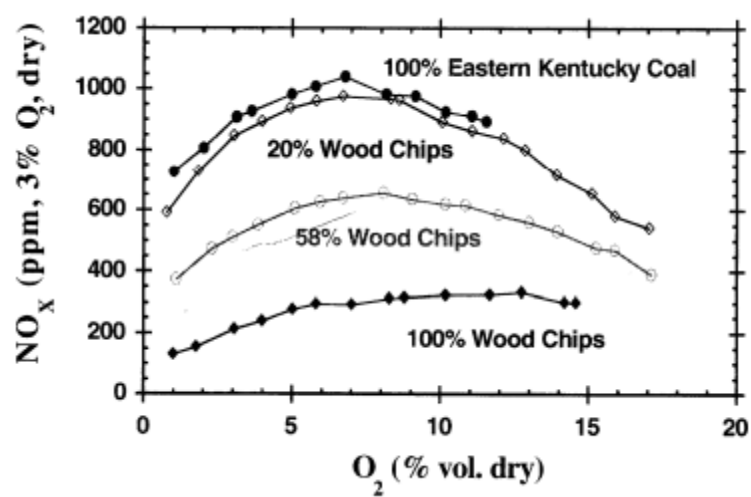 1200
1000
800
600
400
200
0
NOX (ppm, 3% O2, dry)
100% Eastern Kentucky Coal
20% Wood Chips
58% Wood Chips
100% Wood Chips
0 5 10 15 20
O2 (% vol. dry)